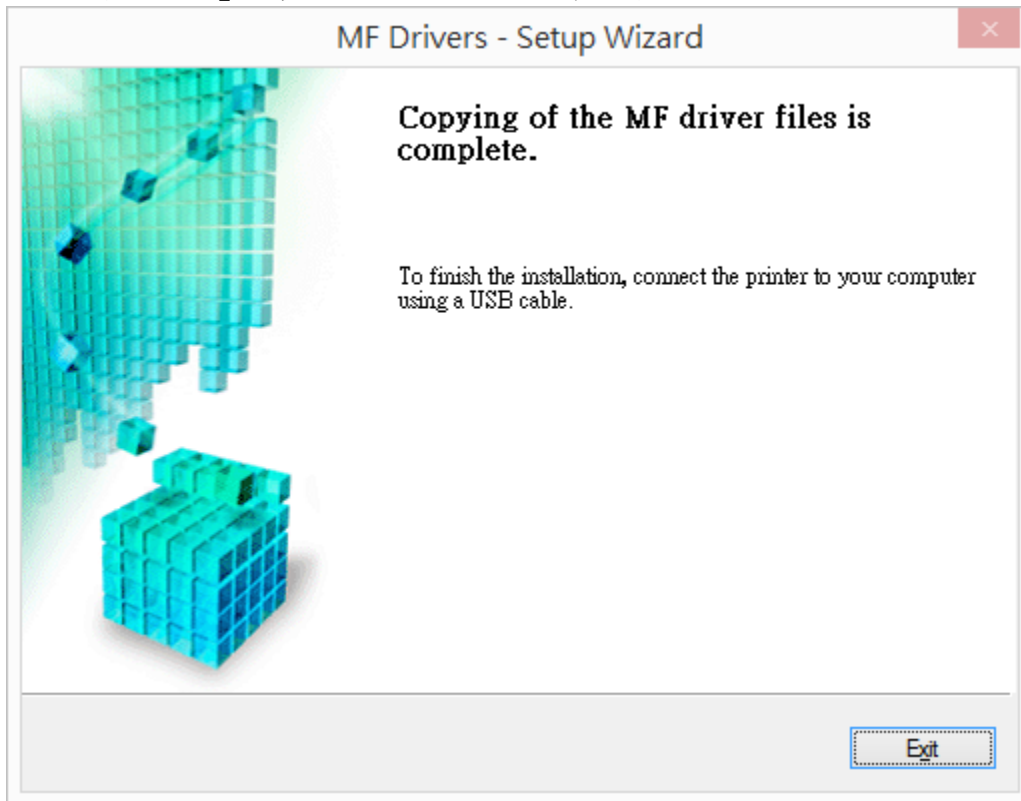 MF Drivers - Setup Wizard
Copying of the MF driver files is
complete.
To finish the installation, connect the printer to your computer
using a USB cable.
Exit